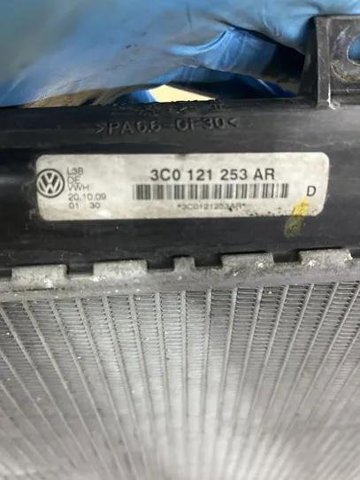 >PA66-GF30<
L3B
DE
VWH
20.10.09
01 30
3C0 121 253 AR
*3C0121253AR*
D